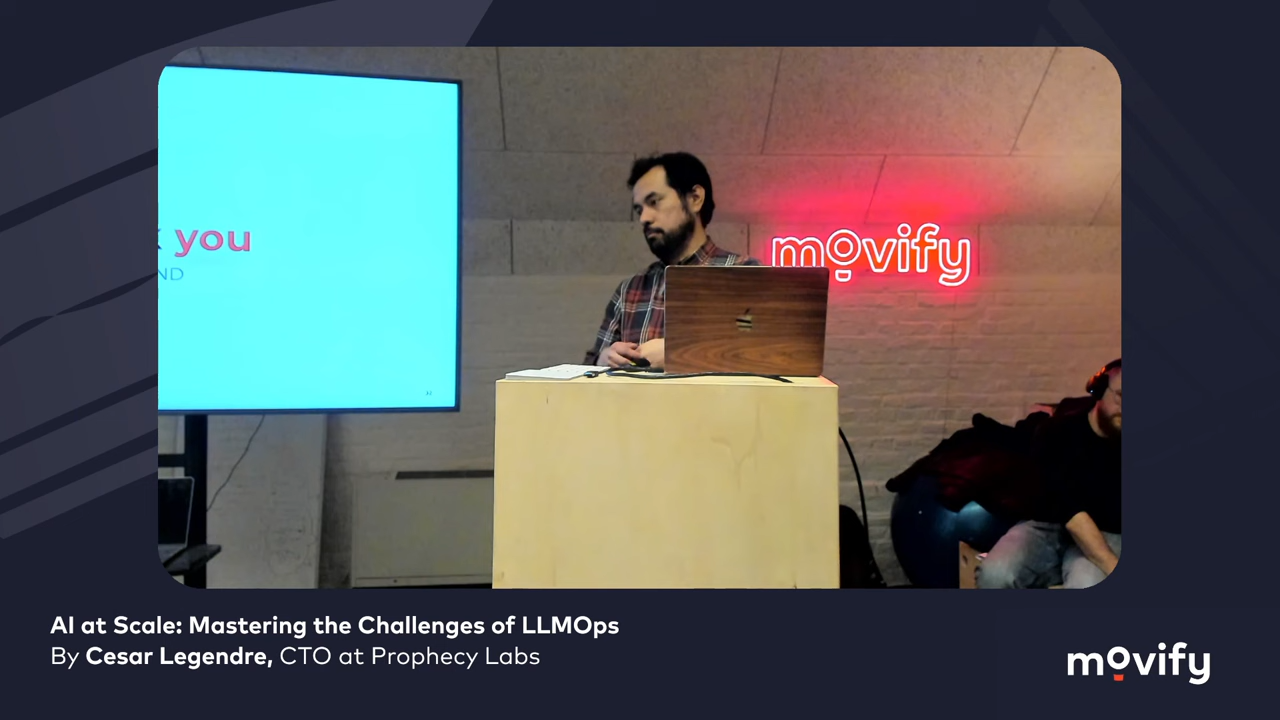 you
ND
movify
AI at Scale: Mastering the Challenges of LLMOps
By Cesar Legendre, CTO at Prophecy Labs
movify